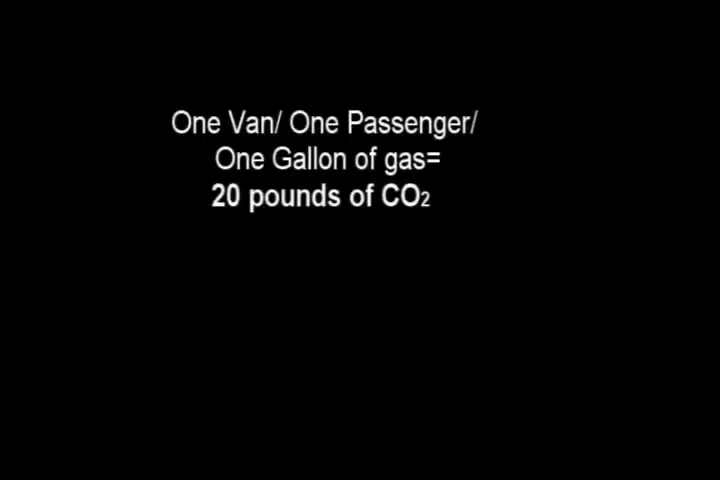 One Van/ One Passenger/
One Gallon of gas=
20 pounds of CO₂